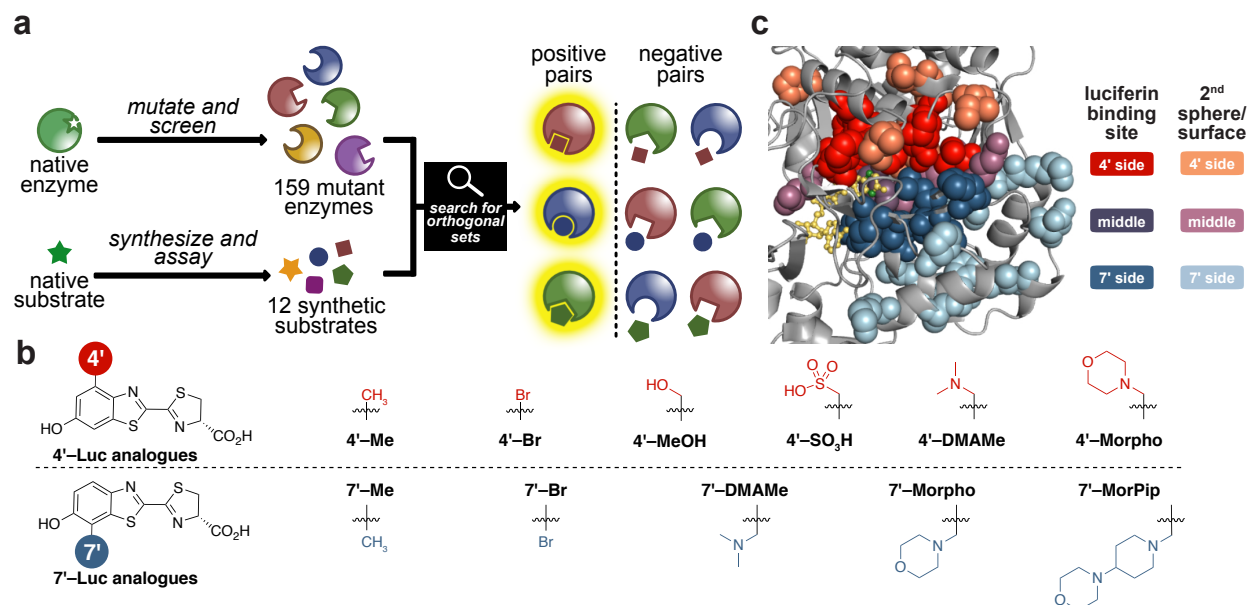 a
mutate and
screen
native
enzyme
159 mutant
enzymes
synthesize and
assay
native
substrate
12 synthetic
substrates
search for
orthogonal
sets
positive
pairs
negative
pairs
c
luciferin
binding
site
2nd
sphere/
surface
4' side
4' side
middle
middle
7' side
7' side
b
4'
N
S
HO
S
N
CO2H
4'–Luc analogues
CH3
4'–Me
Br
4'–Br
HO
4'–MeOH
O
O
HO
S
4'–SO3H
N
4'–DMAMe
O
N
4'–Morpho
N
S
HO
S
N
CO2H
7'
7'–Luc analogues
7'–Me
CH3
7'–Br
Br
7'–DMAMe
N
7'–Morpho
N
O
7'–MorPip
N
N
O